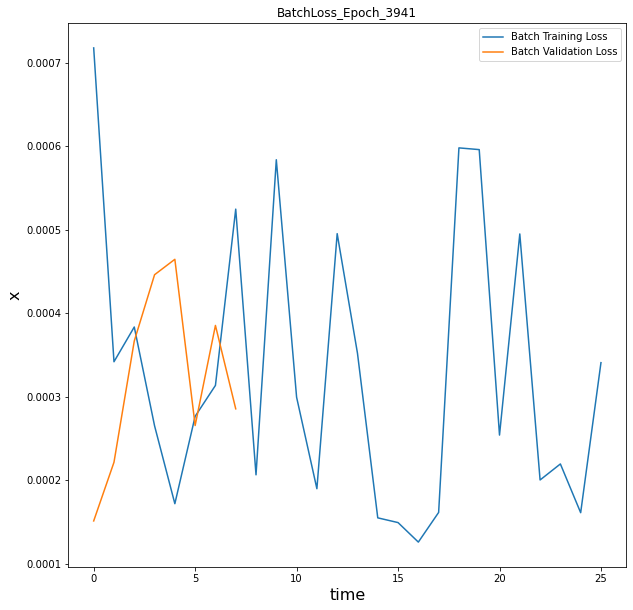 BatchLoss_Epoch_3941
Batch Training Loss
Batch Validation Loss
0.0007
0.0006
0.0005
0.0004
0.0003
0.0002
0.0001
x
0 5 10 15 20 25
time